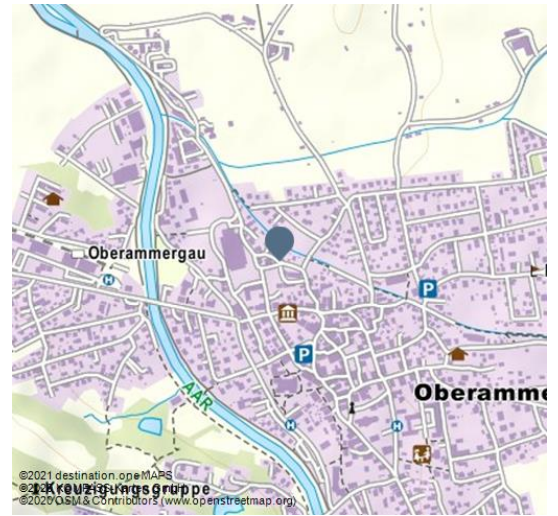 Oberammergau
H
P
P
Oberamme
AAR
H
H
©2021 destination.one MAPS
Kreuzigungsgruppe
©2020 OSM & Contributors (www.openstreetmap.org)